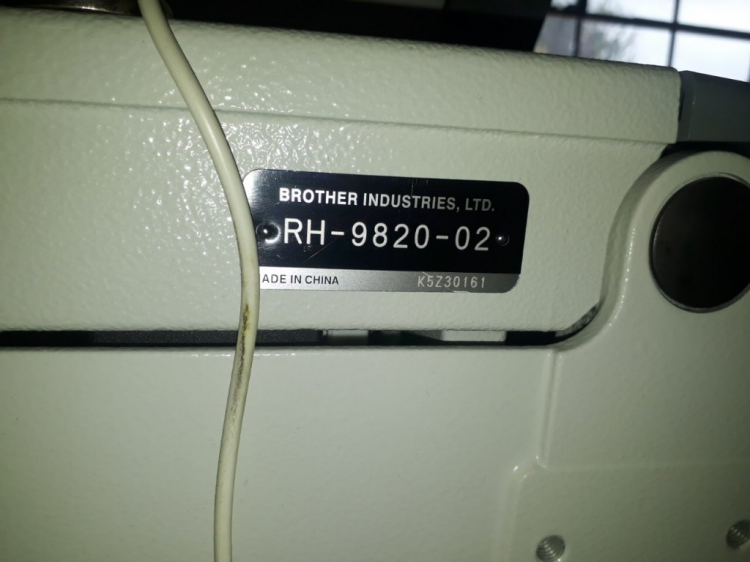 BROTHER INDUSTRIES, LTD.
RH-9820-02
ADE IN CHINA K5Z30161